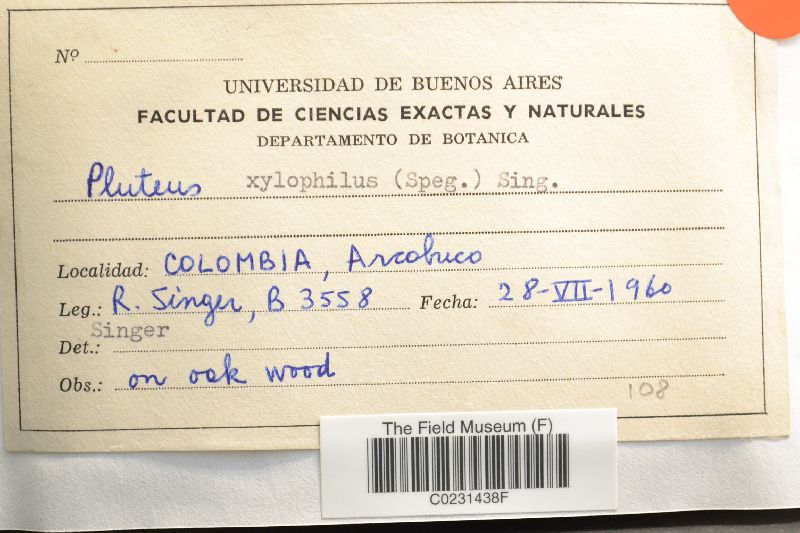 Nº
UNIVERSIDAD DE BUENOS AIRES
FACULTAD DE CIENCIAS EXACTAS Y NATURALES
DEPARTAMENTO DE BOTANICA
Pluteus xylophilus (Speg.) Sing.
Localidad: COLOMBIA, Arcobuco
Leg.: R. Singer, B 3558 Fecha: 28-VII-1960
Singer
Det.:
Obs.: on oak wood
108
The Field Museum (F)
C0231438F